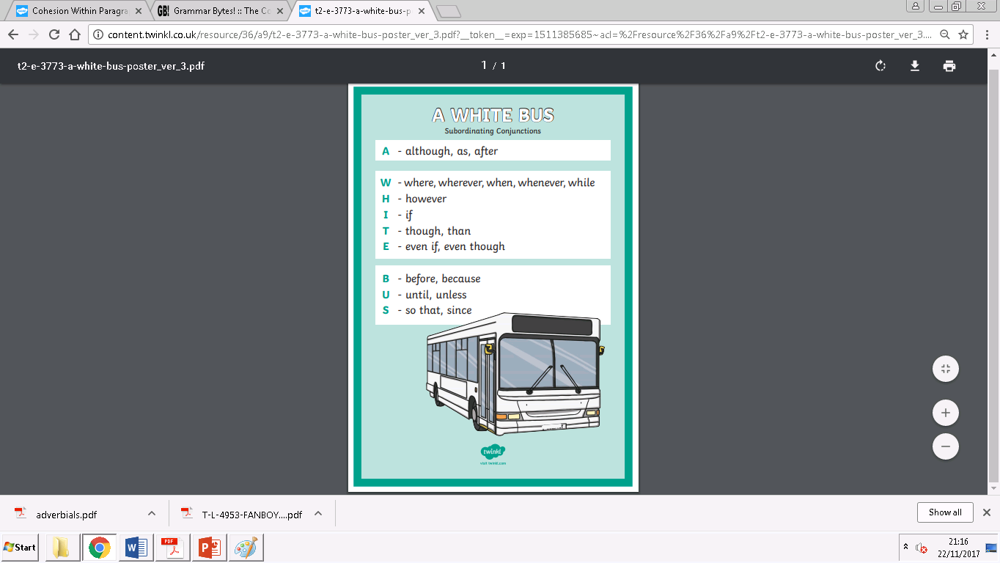 Cohesion Within Paragra
Grammar Bytes! :: The Co
t2-e-3773-a-white-bus-p
content.twinkl.co.uk/resource/36/a9/t2-e-3773-a-white-bus-poster_ver_3.pdf?__token__=exp=1511385685~acl=%2Fresource%2F36%2Fa9%2Ft2-e-3773-a-white-bus-poster_ver_3....
t2-e-3773-a-white-bus-poster_ver_3.pdf
1 / 1
A WHITE BUS
Subordinating Conjunctions
A - although, as, after
W - where, wherever, when, whenever, while
H - however
I - if
T - though, than
E - even if, even though
B - before, because
U - until, unless
S - so that, since
twinkl
visit twinkl.com
adverbials.pdf
T-L-4953-FANBOY....pdf
Show all
Start
PDF
21:16
22/11/2017